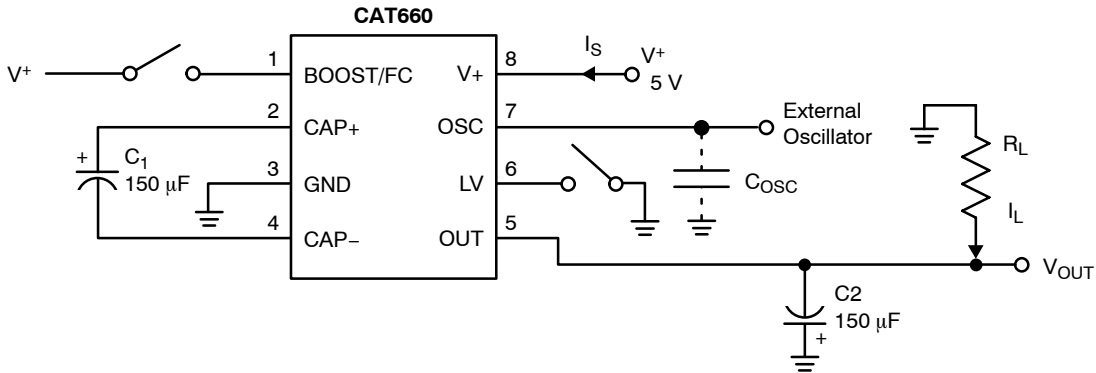 CAT660
V+
1
BOOST/FC
2
CAP+
3
GND
4
CAP−
+
C1
150 μF
V+
8
IS
V+
5 V
OSC
7
External
Oscillator
LV
6
COSC
OUT
5
RL
IL
VOUT
C2
150 μF
+